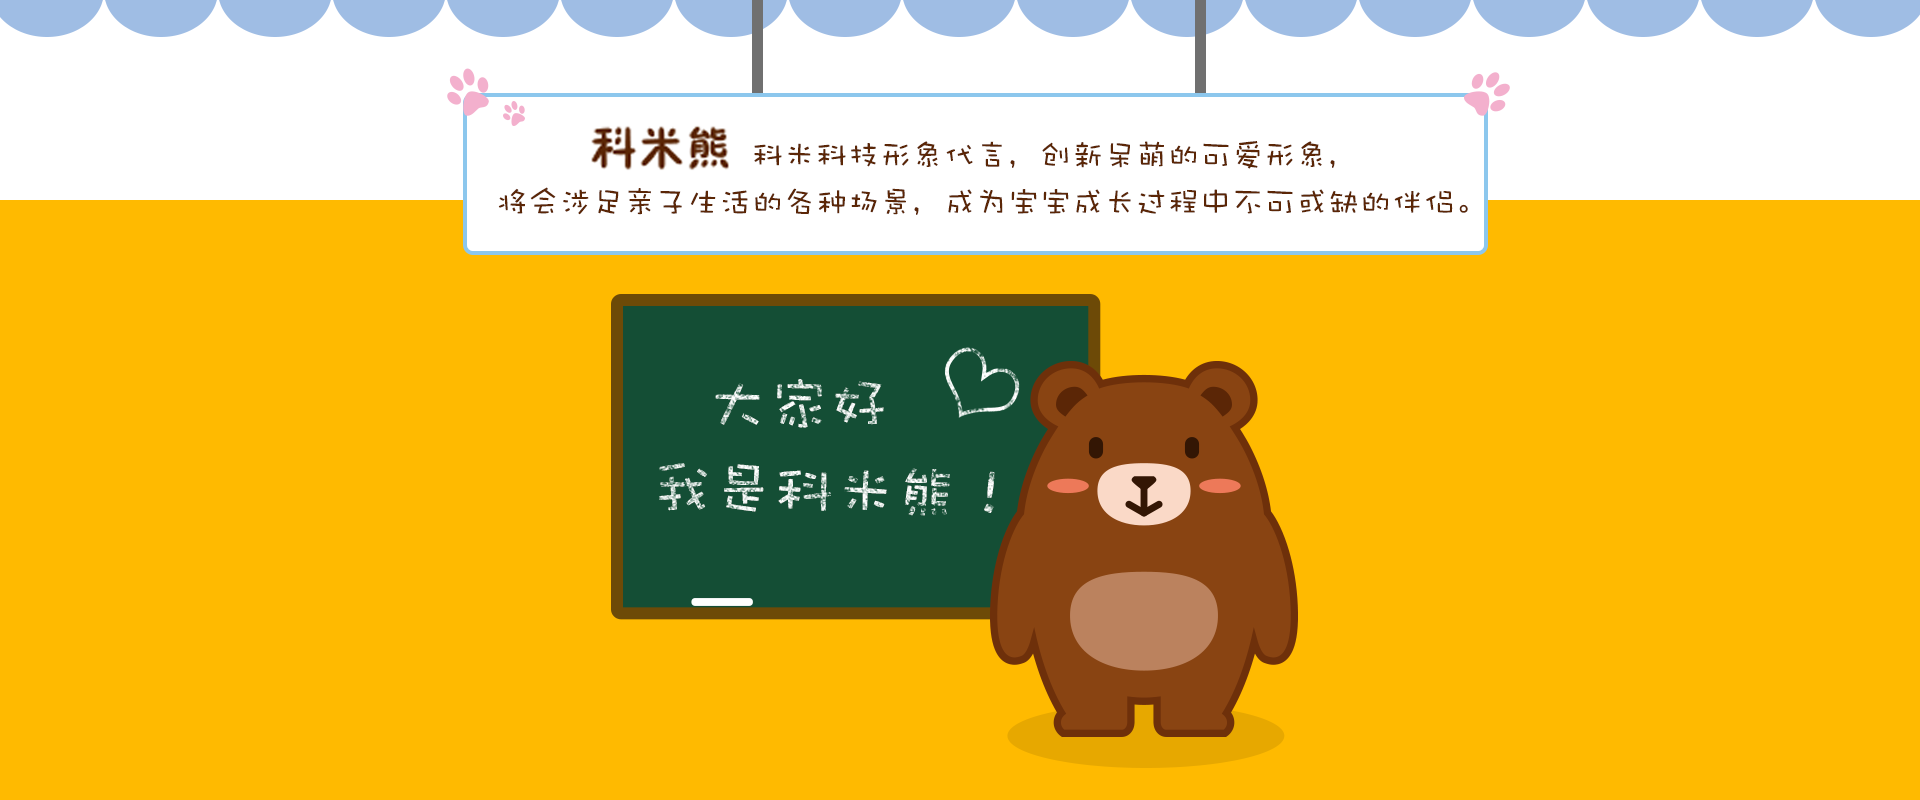 科米熊 科米科技形象代言，创新呆萌的可爱形象，
将会涉足亲子生活的各种场景，成为宝宝成长过程中不可或缺的伴侣。
大家好
我是科米熊！